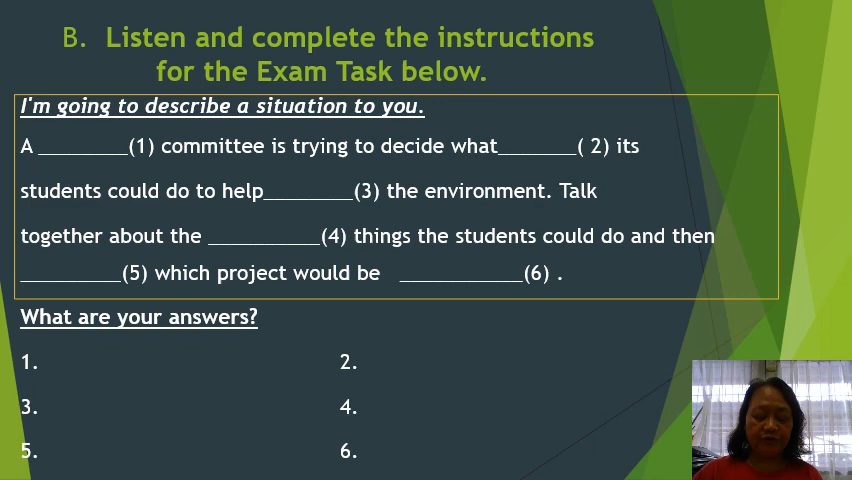 B. Listen and complete the instructions
for the Exam Task below.
I'm going to describe a situation to you.
A ________(1) committee is trying to decide what_______( 2) its
students could do to help________(3) the environment. Talk
together about the __________(4) things the students could do and then
_________(5) which project would be ___________(6) .
What are your answers?
1. 2.
3. 4.
5. 6.